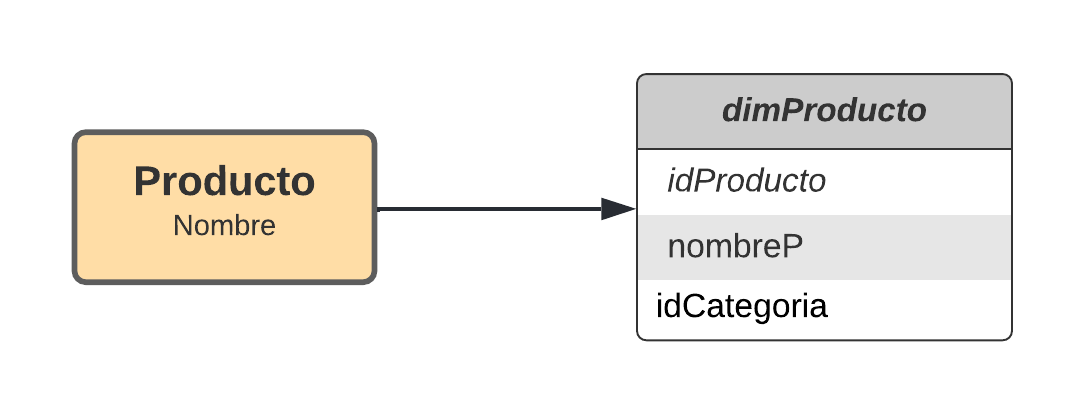 Producto
Nombre
dimProducto
idProducto
nombreP
idCategoria